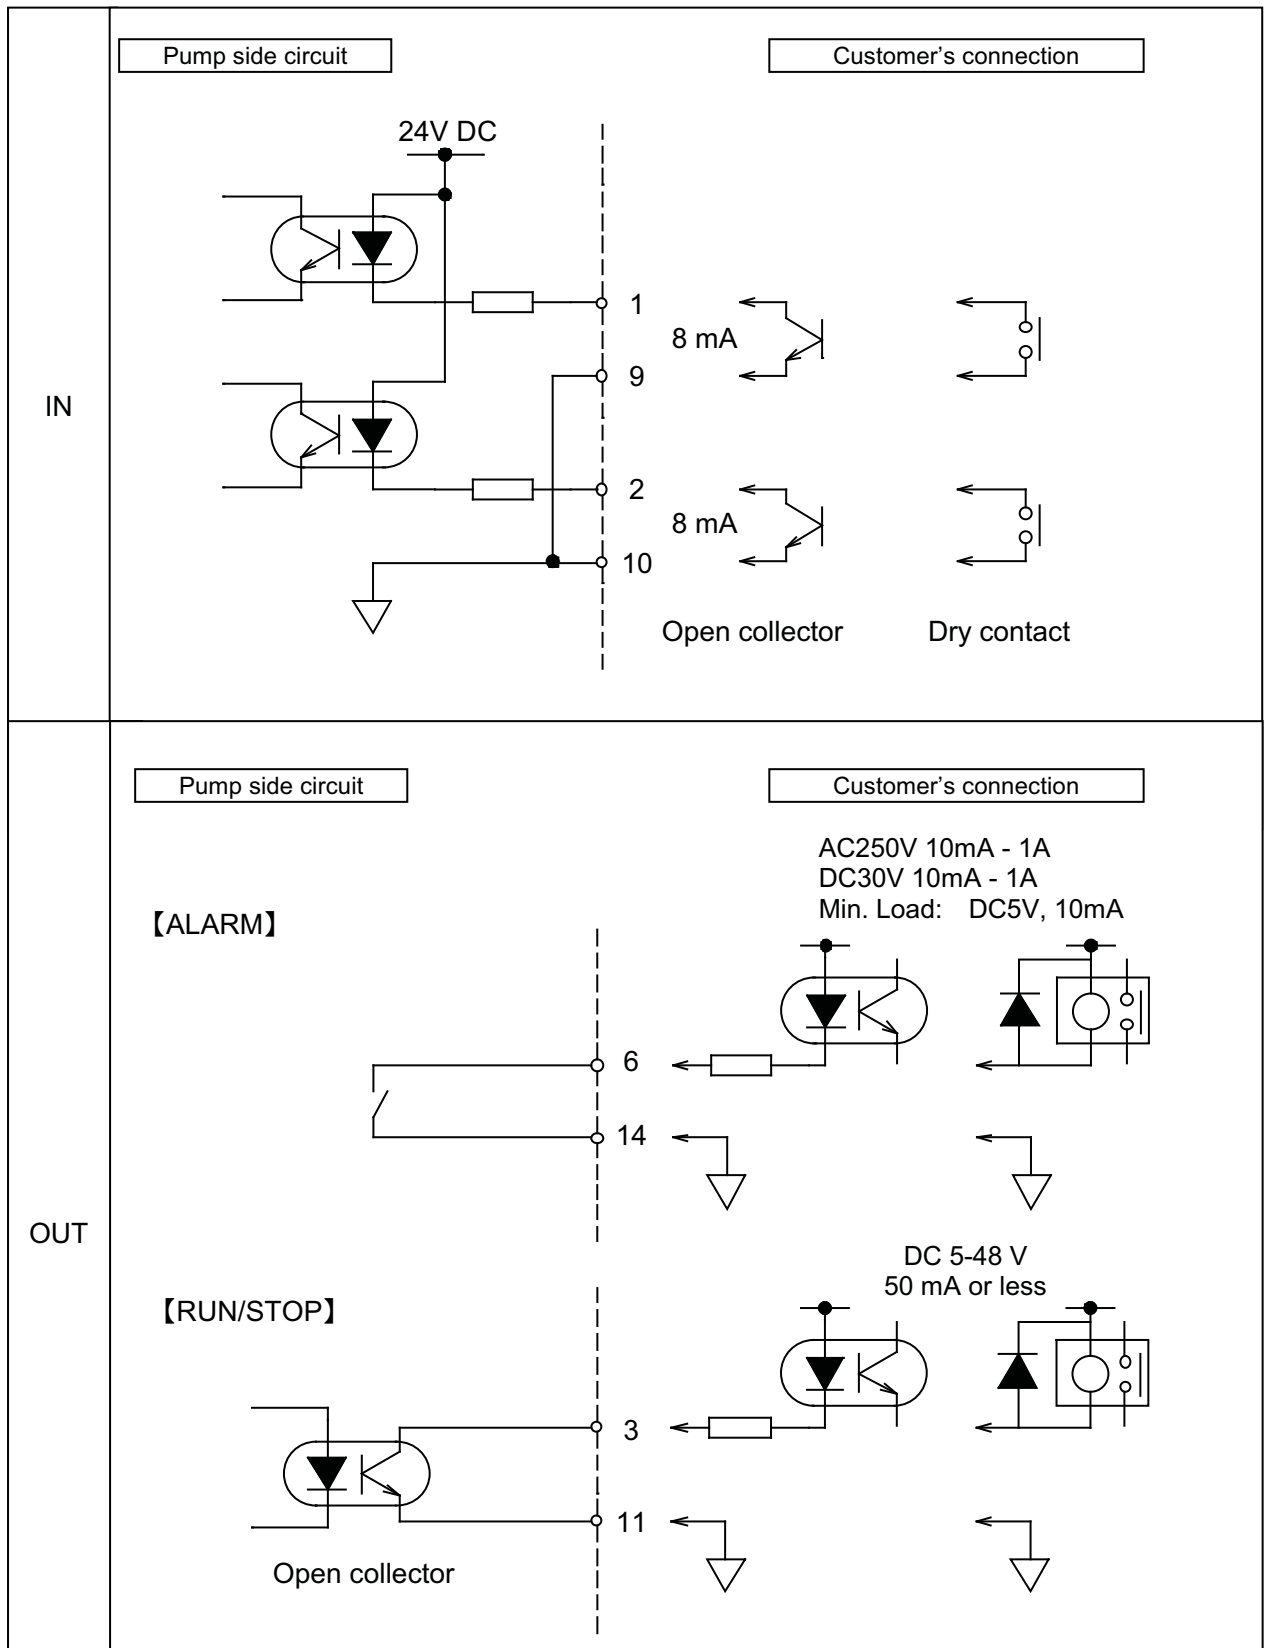 Pump side circuit
Customer’s connection
24V DC
1
8 mA
9
IN
2
8 mA
10
Open collector
Dry contact
Pump side circuit
Customer’s connection
AC250V 10mA - 1A
DC30V 10mA - 1A
Min. Load: DC5V, 10mA
【ALARM】
6
14
OUT
DC 5-48 V
50 mA or less
【RUN/STOP】
3
11
Open collector